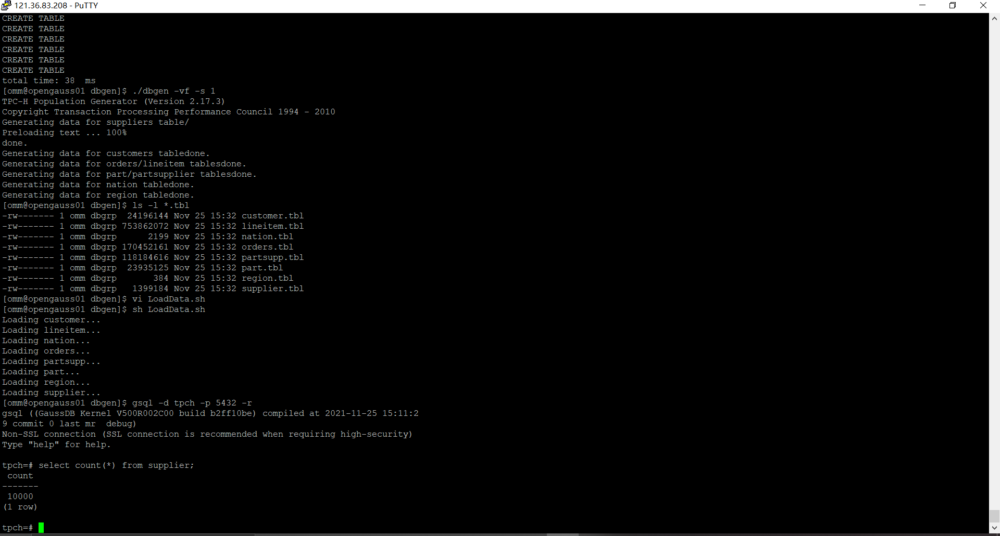 121.36.83.208 - PuTTY
CREATE TABLE
CREATE TABLE
CREATE TABLE
CREATE TABLE
CREATE TABLE
CREATE TABLE
total time: 38  ms
[omm@opengauss01 dbgen]$ ./dbgen -vf -s 1
TPC-H Population Generator (Version 2.17.3)
Copyright Transaction Processing Performance Council 1994 - 2010
Generating data for suppliers table/
Preloading text ... 100%
done.
Generating data for customers tabledone.
Generating data for orders/lineitem tablesdone.
Generating data for part/partsupplier tablesdone.
Generating data for nation tabledone.
Generating data for region tabledone.
[omm@opengauss01 dbgen]$ ls -l *.tbl
-rw------- 1 omm dbgrp  24196144 Nov 25 15:32 customer.tbl
-rw------- 1 omm dbgrp 753862072 Nov 25 15:32 lineitem.tbl
-rw------- 1 omm dbgrp      2199 Nov 25 15:32 nation.tbl
-rw------- 1 omm dbgrp 170452161 Nov 25 15:32 orders.tbl
-rw------- 1 omm dbgrp 118184616 Nov 25 15:32 partsupp.tbl
-rw------- 1 omm dbgrp  23935125 Nov 25 15:32 part.tbl
-rw------- 1 omm dbgrp       384 Nov 25 15:32 region.tbl
-rw------- 1 omm dbgrp   1399184 Nov 25 15:32 supplier.tbl
[omm@opengauss01 dbgen]$ vi LoadData.sh
[omm@opengauss01 dbgen]$ sh LoadData.sh
Loading customer...
Loading lineitem...
Loading nation...
Loading orders...
Loading partsupp...
Loading part...
Loading region...
Loading supplier...
[omm@opengauss01 dbgen]$ gsql -d tpch -p 5432 -r
gsql ((GaussDB Kernel V500R002C00 build b2ff10be) compiled at 2021-11-25 15:11:2
9 commit 0 last mr  debug)
Non-SSL connection (SSL connection is recommended when requiring high-security)
Type "help" for help.
tpch=# select count(*) from supplier;
 count
-------
 10000
(1 row)
tpch=#